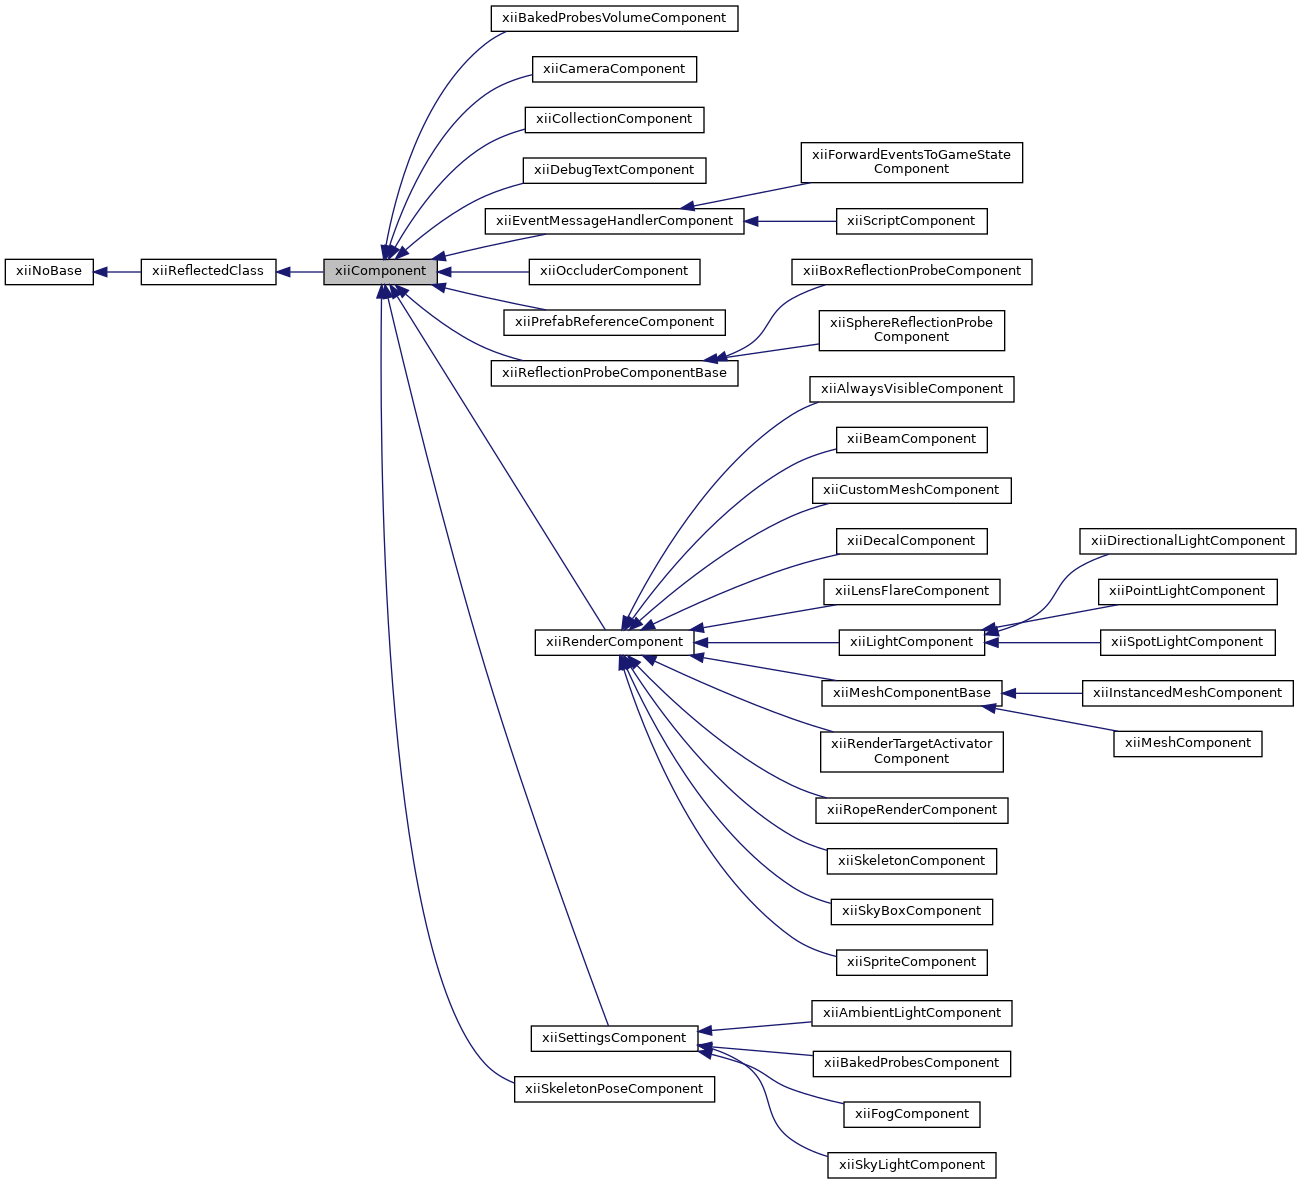 xiiBakedProbesVolumeComponent
xiiCameraComponent
xiiCollectionComponent
xiiDebugTextComponent
xiiForwardEventsToGameState
Component
xiiEventMessageHandlerComponent
xiiScriptComponent
xiiNoBase
xiiReflectedClass
xiiComponent
xiiOccluderComponent
xiiBoxReflectionProbeComponent
xiiPrefabReferenceComponent
xiiSphereReflectionProbe
Component
xiiReflectionProbeComponentBase
xiiAlwaysVisibleComponent
xiiBeamComponent
xiiCustomMeshComponent
xiiDecalComponent
xiiDirectionalLightComponent
xiiLensFlareComponent
xiiPointLightComponent
xiiRenderComponent
xiiLightComponent
xiiSpotLightComponent
xiiMeshComponentBase
xiiInstancedMeshComponent
xiiRenderTargetActivator
Component
xiiMeshComponent
xiiRopeRenderComponent
xiiSkeletonComponent
xiiSkyBoxComponent
xiiSpriteComponent
xiiAmbientLightComponent
xiiSettingsComponent
xiiBakedProbesComponent
xiiSkeletonPoseComponent
xiiFogComponent
xiiSkyLightComponent